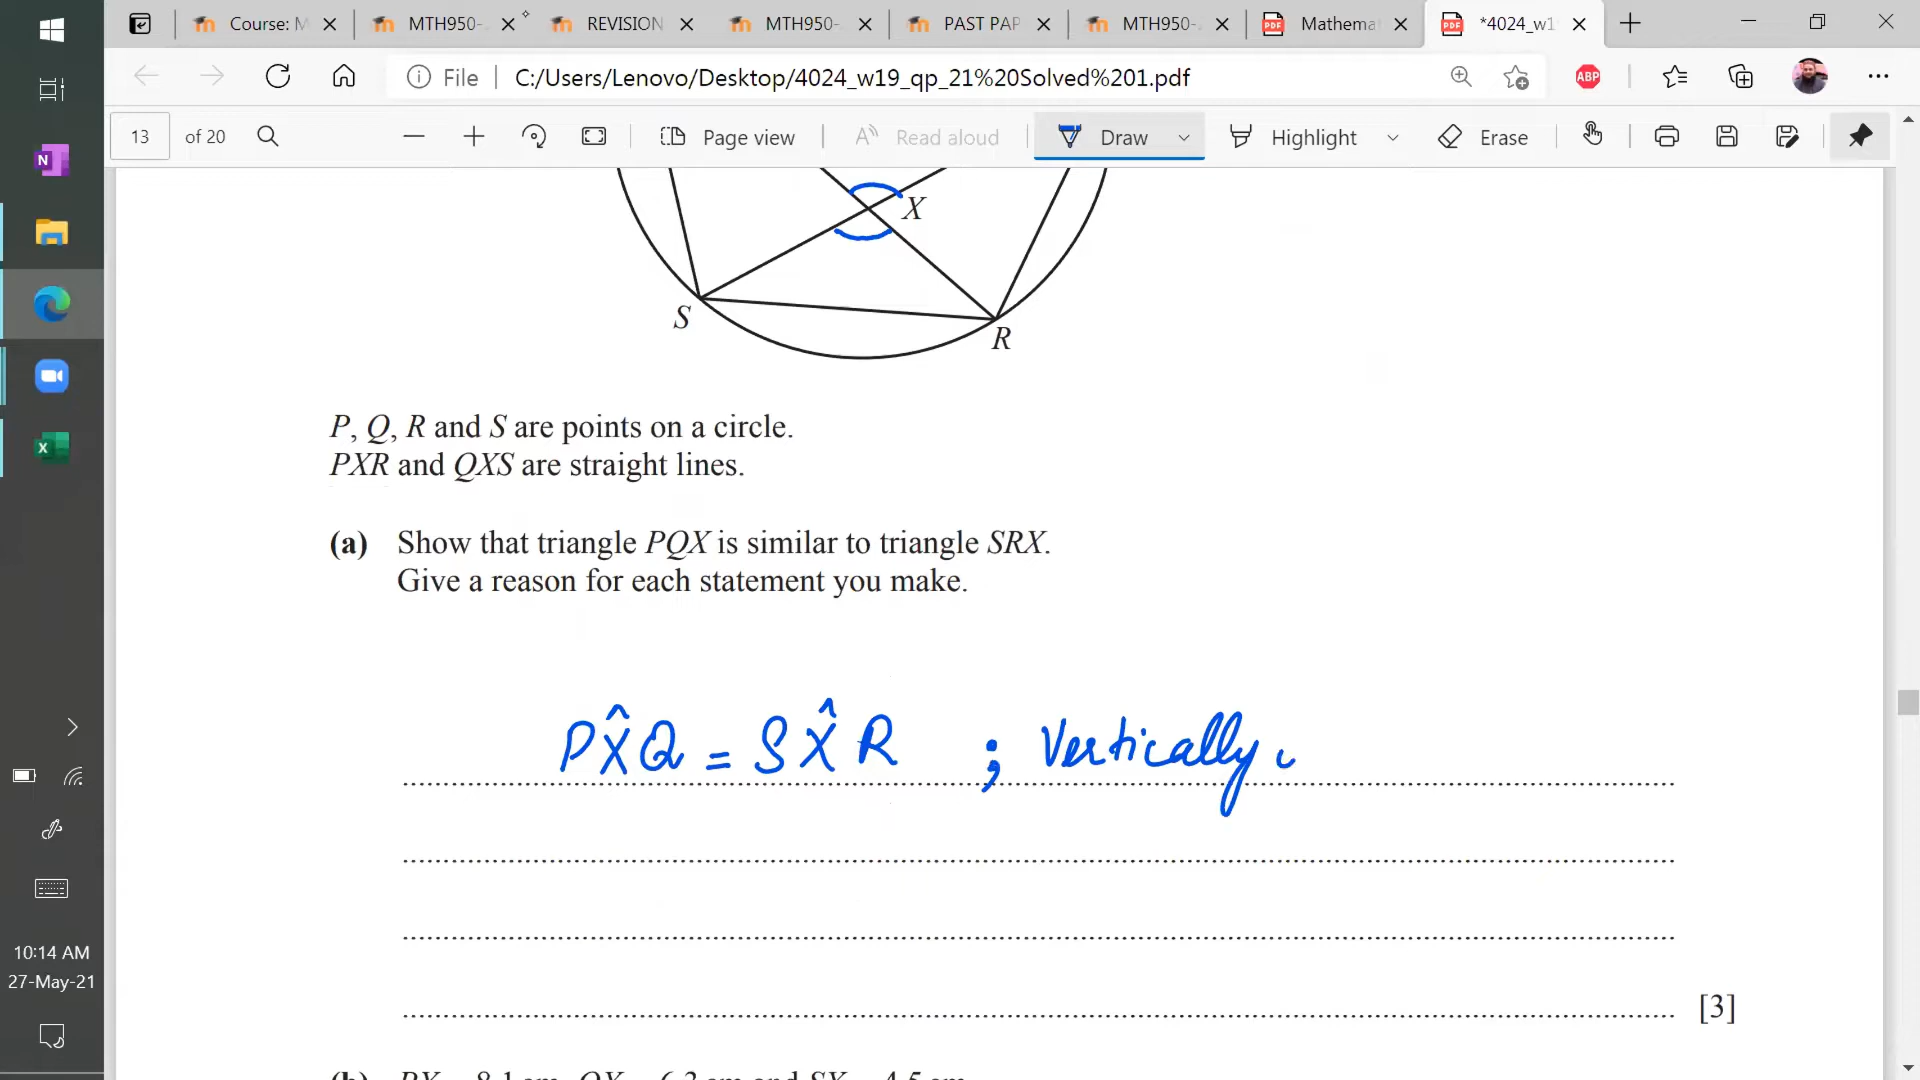 Course: M
MTH950-
REVISION
MTH950-
PAST PAP
MTH950-
Mathema
*4024_w1
File
C:/Users/Lenovo/Desktop/4024_w19_qp_21%20Solved%201.pdf
ABP
13 of 20
Page view
A
Read aloud
Draw
Highlight
Erase
N
X
X
S
R
P, Q, R and S are points on a circle.
PXR and QXS are straight lines.
(a) Show that triangle PQX is similar to triangle SRX.
Give a reason for each statement you make.
PX̂Q = SX̂R ; Vertically
[3]
10:14 AM
27-May-21